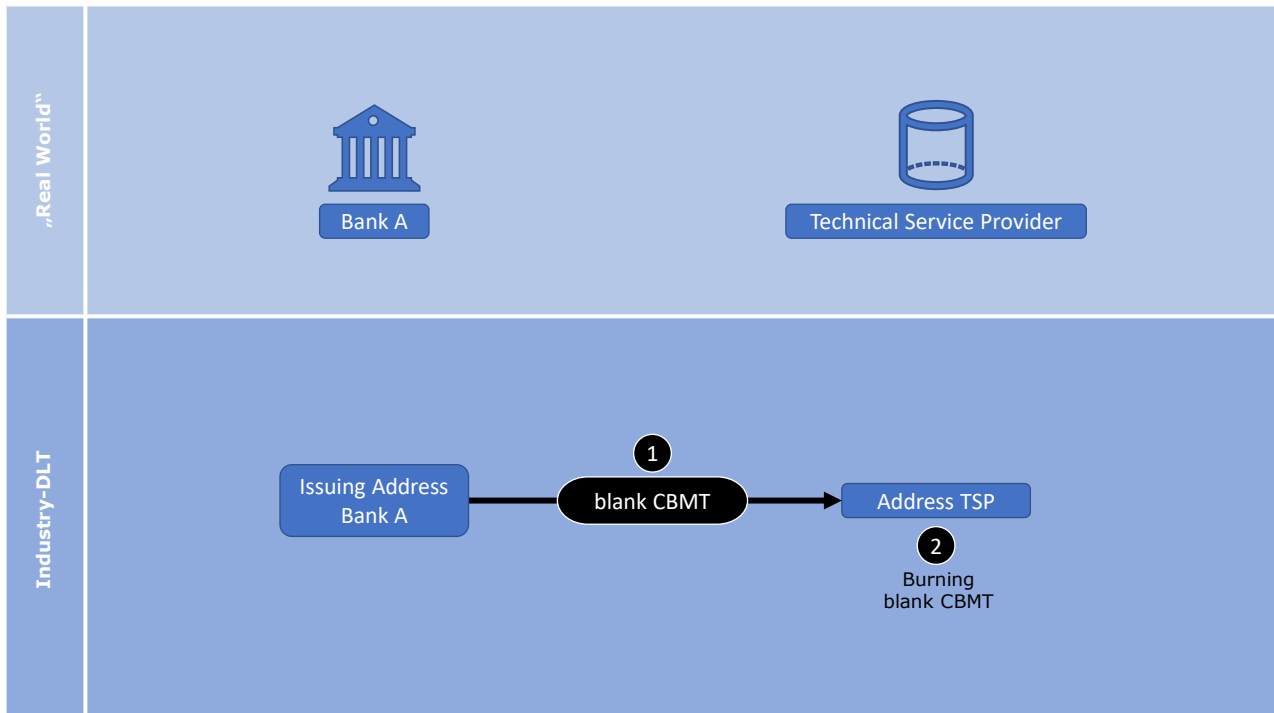 „Real World“
Bank A
Technical Service Provider
Industry-DLT
1
Issuing Address
Bank A
blank CBMT
Address TSP
2
Burning
blank CBMT